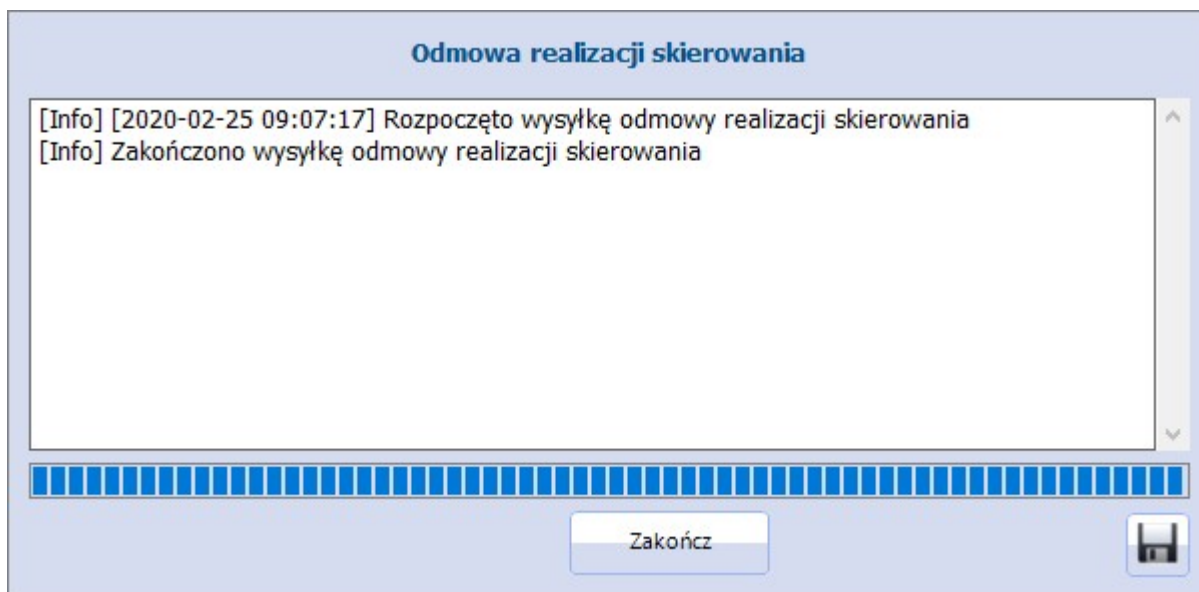 Odmowa realizacji skierowania
[Info] [2020-02-25 09:07:17] Rozpoczęto wysyłkę odmowy realizacji skierowania
[Info] Zakończono wysyłkę odmowy realizacji skierowania
Zakończ